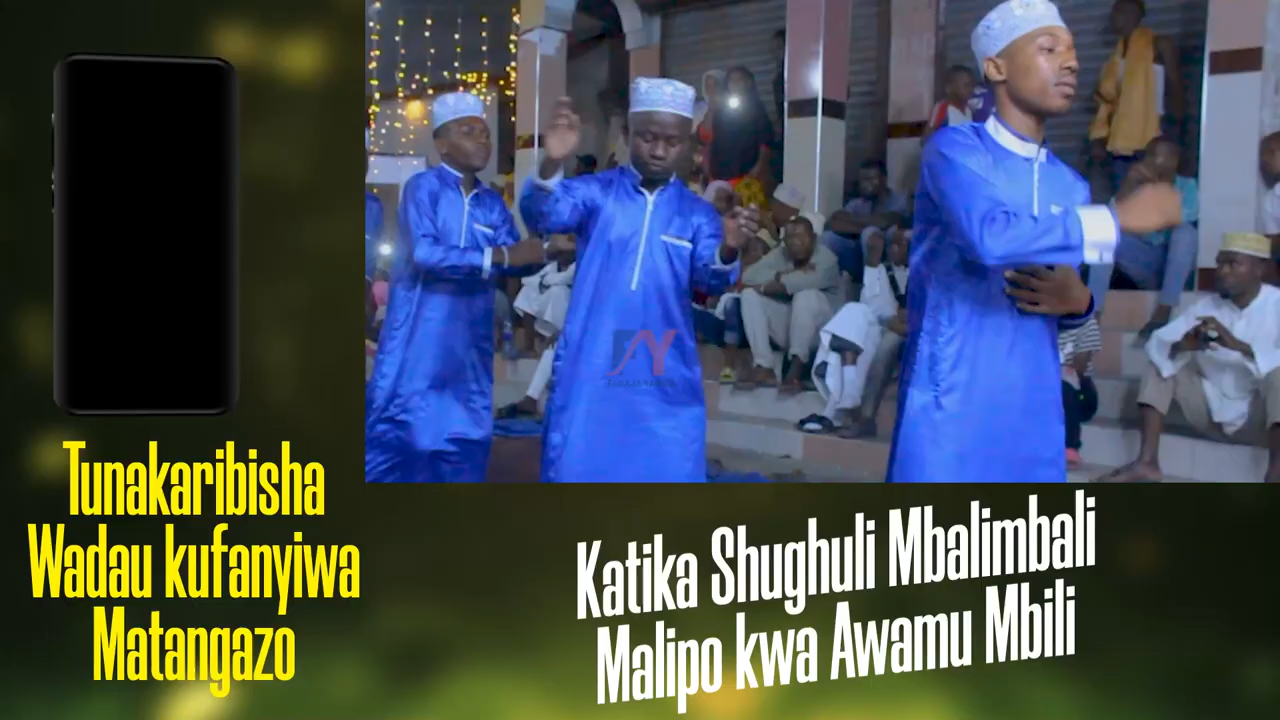 Tunakaribisha
Wadau kufanyiwa
Matangazo
Katika Shughuli Mbalimbali
Malipo kwa Awamu Mbili